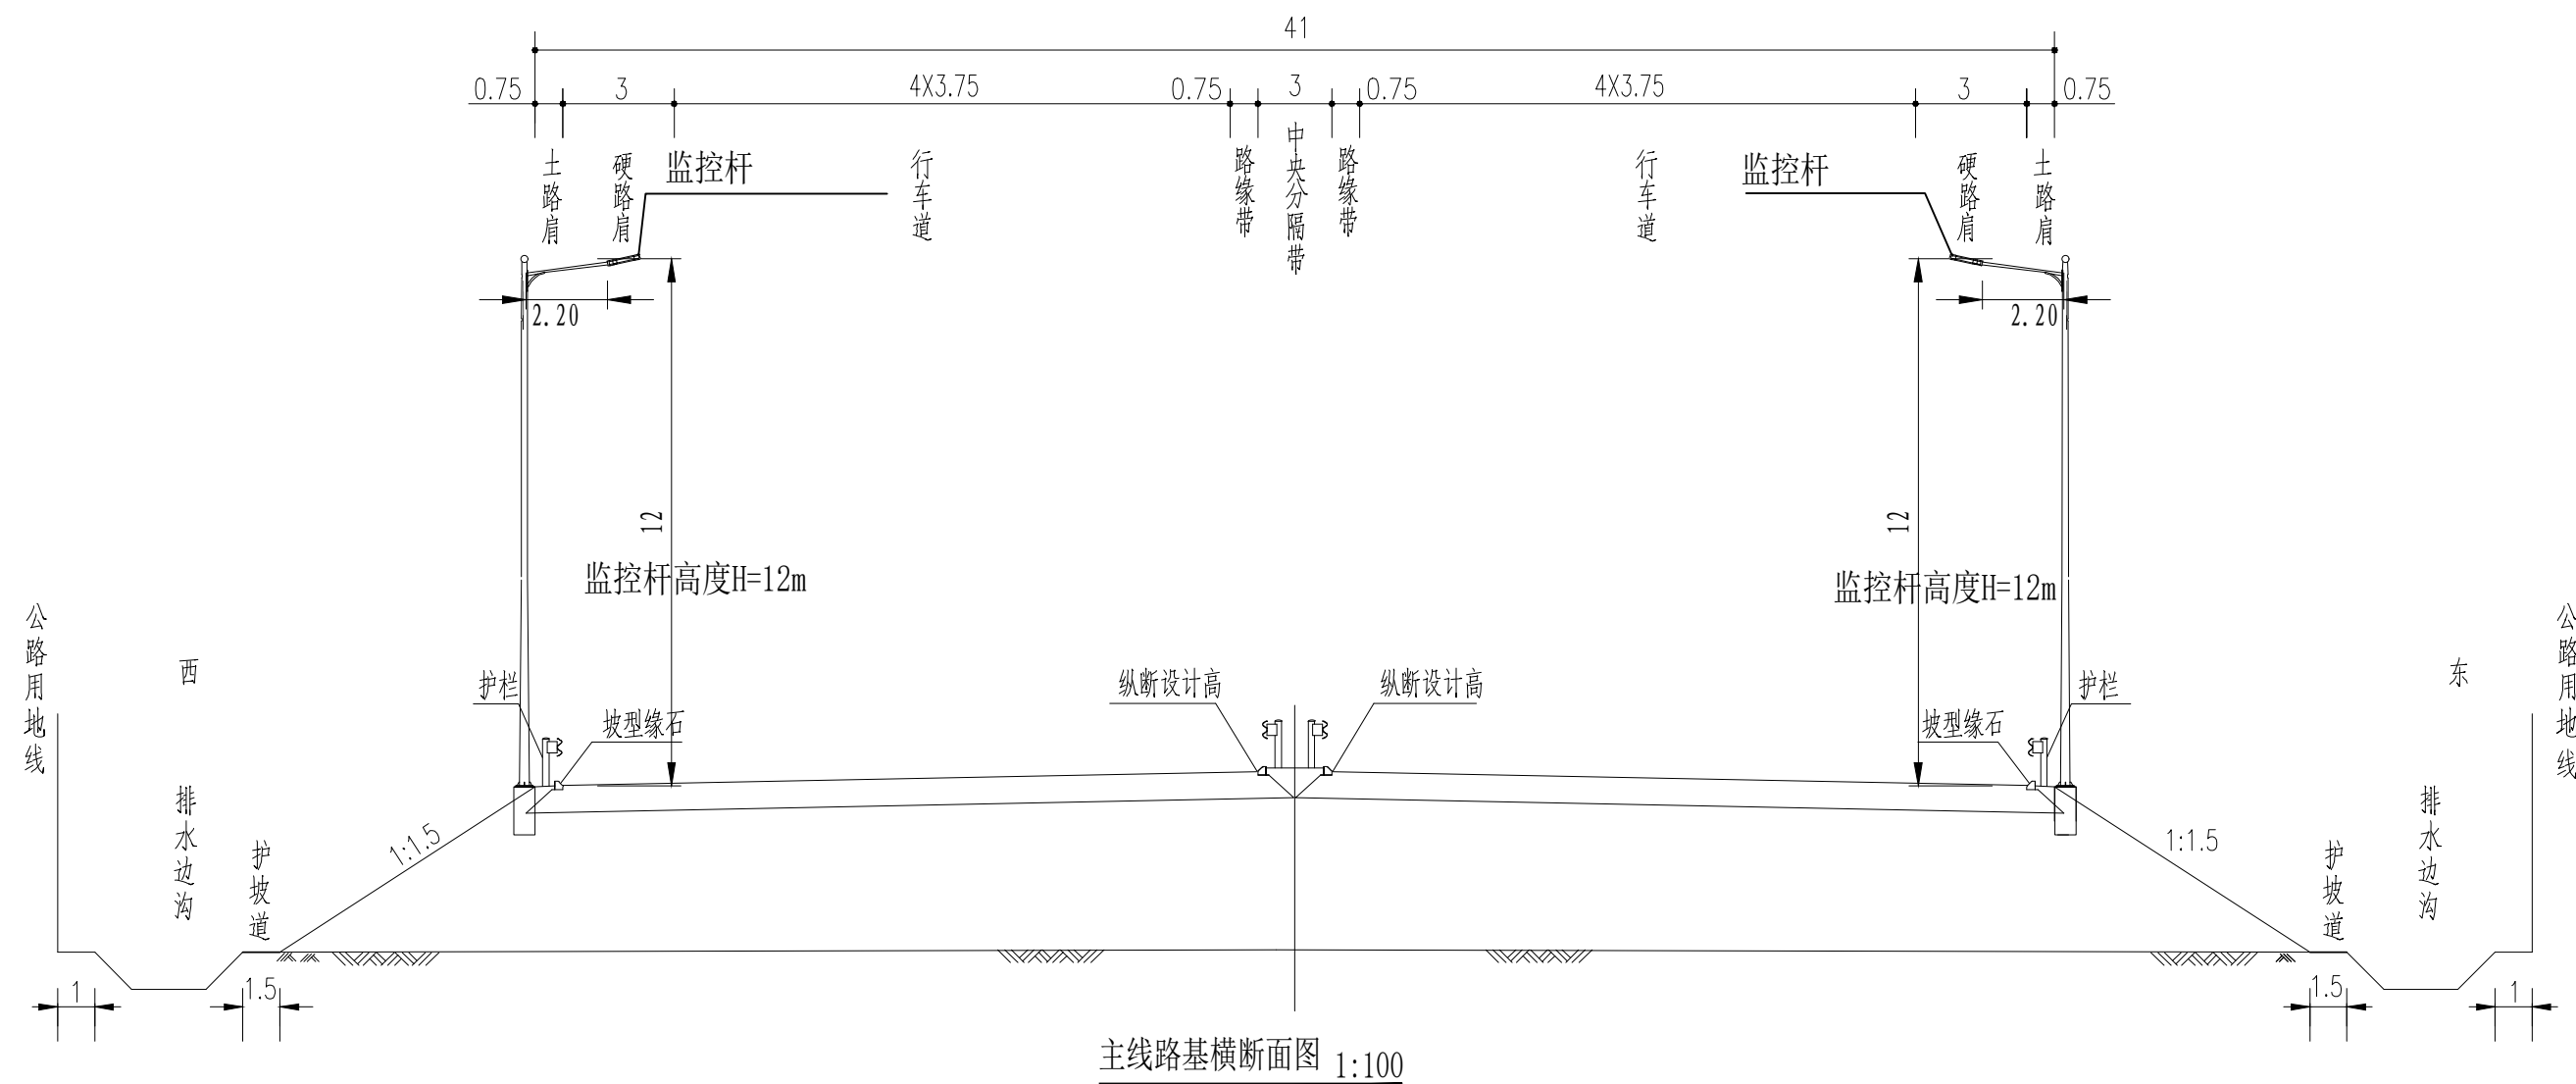 41
0.75
3
4X3.75
0.75
3
0.75
4X3.75
3
0.75
土路肩
硬路肩
监控杆
行车道
路缘带
中央分隔带
路缘带
行车道
监控杆
硬路肩
土路肩
2.20
2.20
12
12
监控杆高度H=12m
监控杆高度H=12m
公路用地线
西
护栏
坡型缘石
纵断设计高
纵断设计高
坡型缘石
护栏
东
公路用地线
排水边沟
护坡道
1:1.5
1:1.5
护坡道
排水边沟
1
1.5
1.5
1
主线路基横断面图 1:100